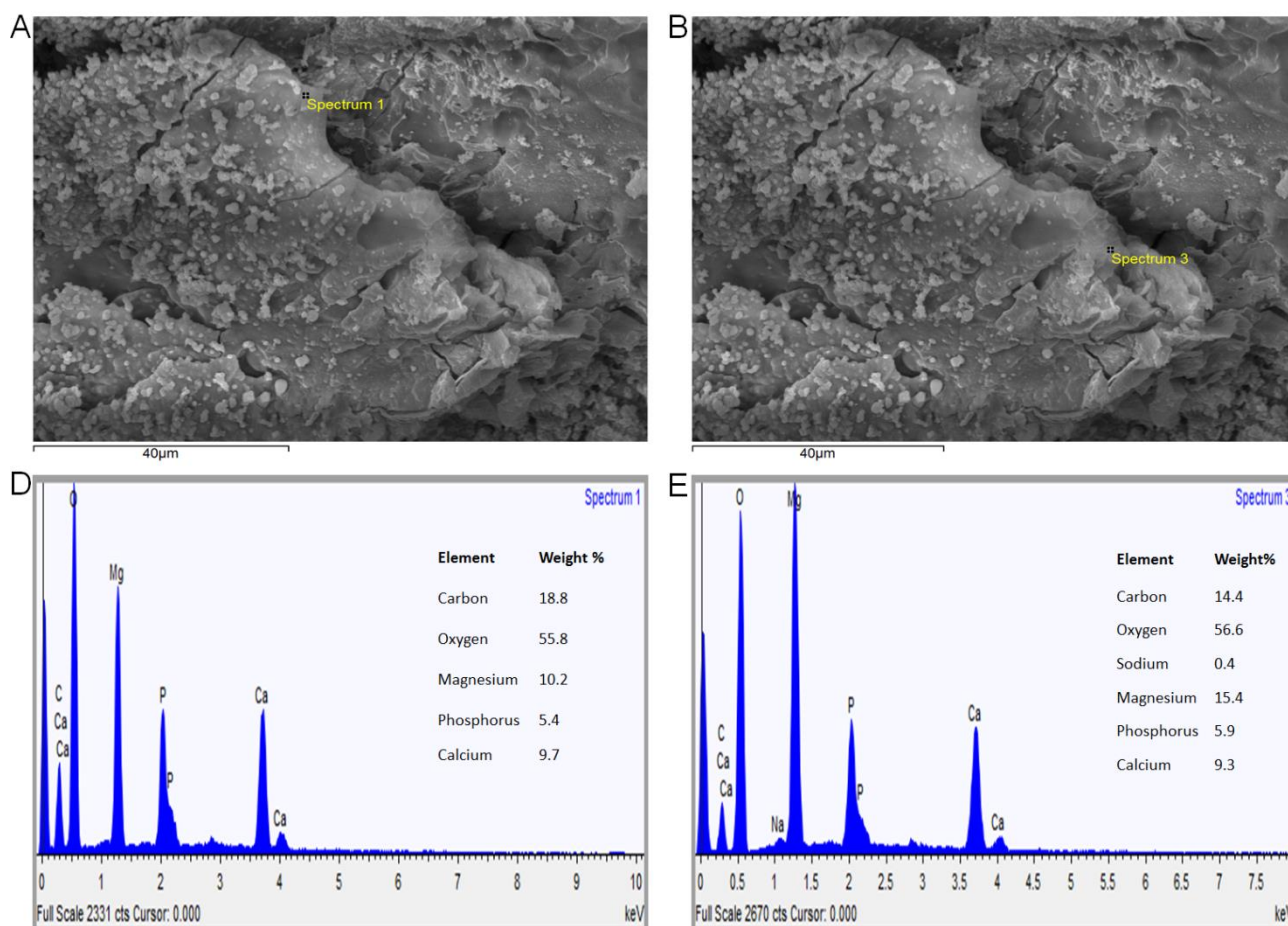 A
Spectrum 1
40µm
B
Spectrum 3
40µm
D
Spectrum 1
O
Mg
C
Ca
Ca
P
P
Ca
Ca
Element Weight %
Carbon 18.8
Oxygen 55.8
Magnesium 10.2
Phosphorus 5.4
Calcium 9.7
0 1 2 3 4 5 6 7 8 9 10
Full Scale 2331 cts Cursor: 0.000 keV
E
Spectrum 3
O
Mg
C
Ca
Ca
Na
P
P
Ca
Ca
Element Weight%
Carbon 14.4
Oxygen 56.6
Sodium 0.4
Magnesium 15.4
Phosphorus 5.9
Calcium 9.3
0 0.5 1 1.5 2 2.5 3 3.5 4 4.5 5 5.5 6 6.5 7 7.5
Full Scale 2670 cts Cursor: 0.000